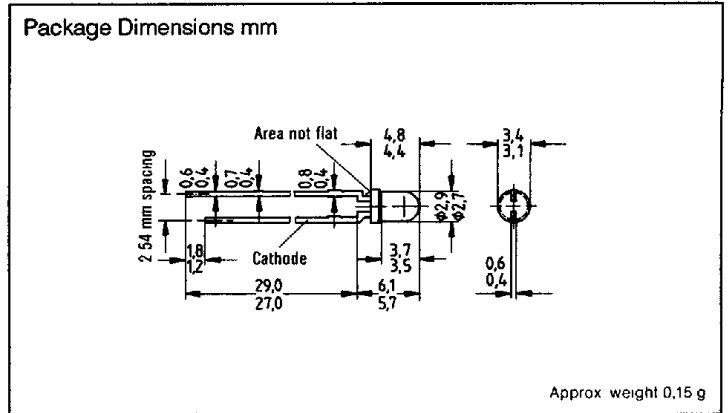 Package Dimensions mm
Area not flat
4,8
4,4
3,4
3,1
0,6
0,4
0,7
0,4
0,8
0,4
2 54 mm spacing
φ2,9
φ2,7
1,8
1,2
Cathode
3,7
3,5
0,6
0,4
29,0
27,0
6,1
5,7
Approx weight 0,15 g